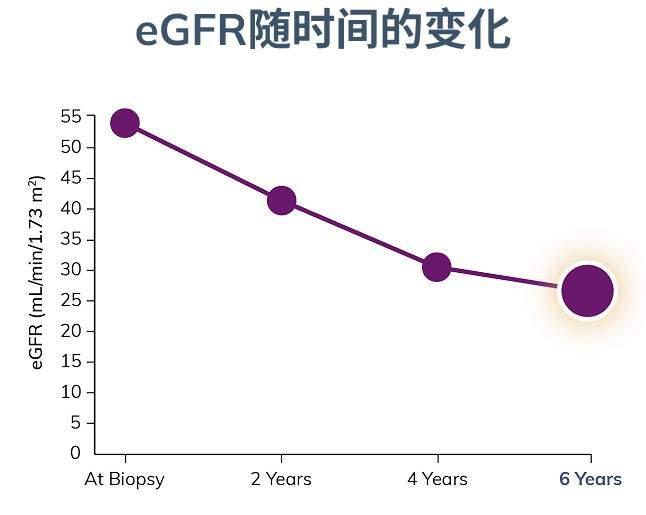 eGFR随时间的变化
eGFR (mL/min/1.73 m²)
55
50
45
40
35
30
25
20
15
10
5
0
At Biopsy
2 Years
4 Years
6 Years